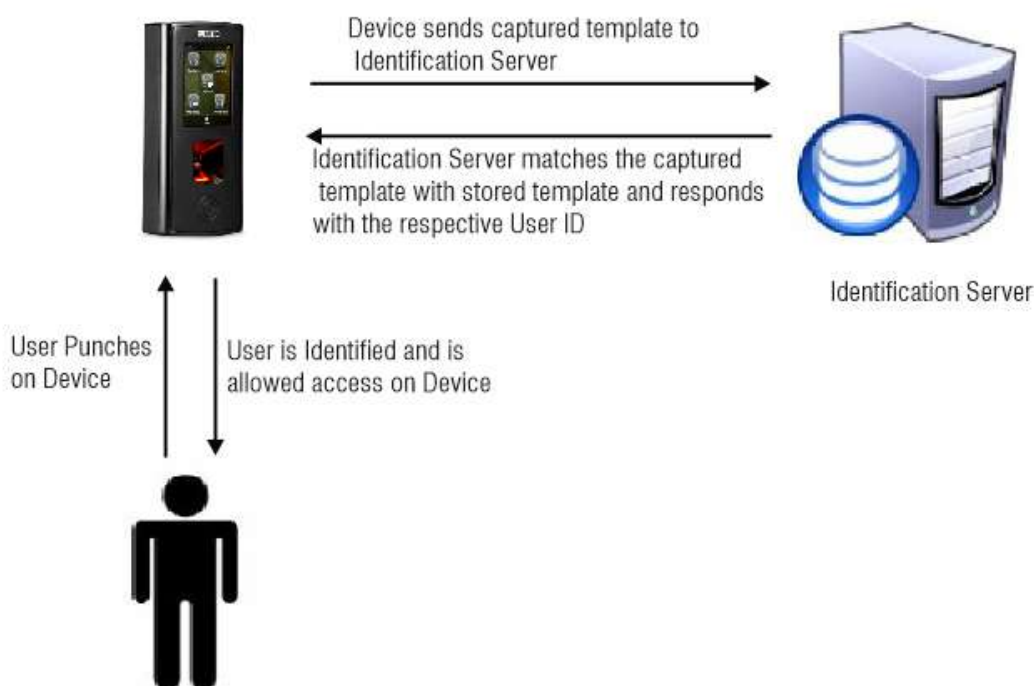 Device sends captured template to
Identification Server
Identification Server matches the captured
template with stored template and responds
with the respective User ID
Identification Server
User Punches
on Device
User is Identified and is
allowed access on Device